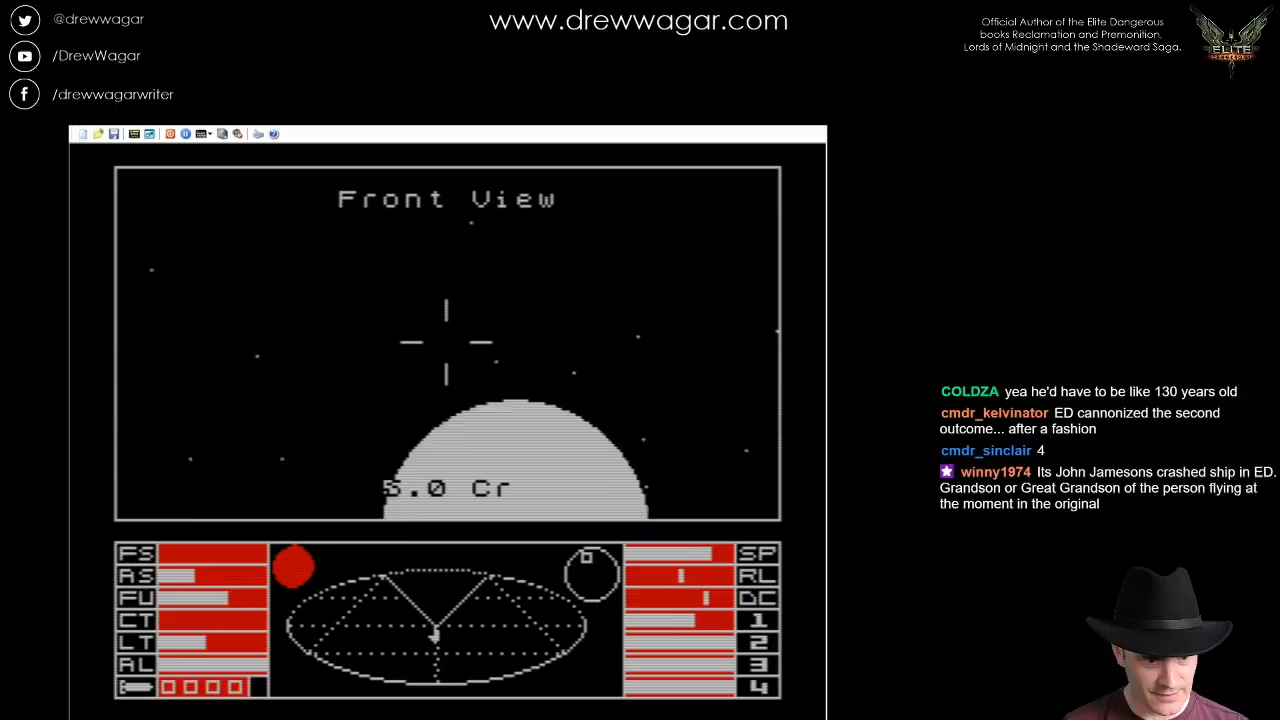 @drewwagar
/DrewWagar
/drewwagarwriter
www.drewwagar.com
Official Author of the Elite Dangerous
books Reclamation and Premonition,
Lords of Midnight and the Shadeward Saga.
ELITE
DANGEROUS
Front View
5.0 Cr
FS
AS
FU
CT
LT
AL
SP
RL
DC
1
2
3
4
COLDZA yea he'd have to be like 130 years old
cmdr_kelvinator ED cannonized the second
outcome... after a fashion
cmdr_sinclair 4
winny1974 Its John Jamesons crashed ship in ED.
Grandson or Great Grandson of the person flying at
the moment in the original